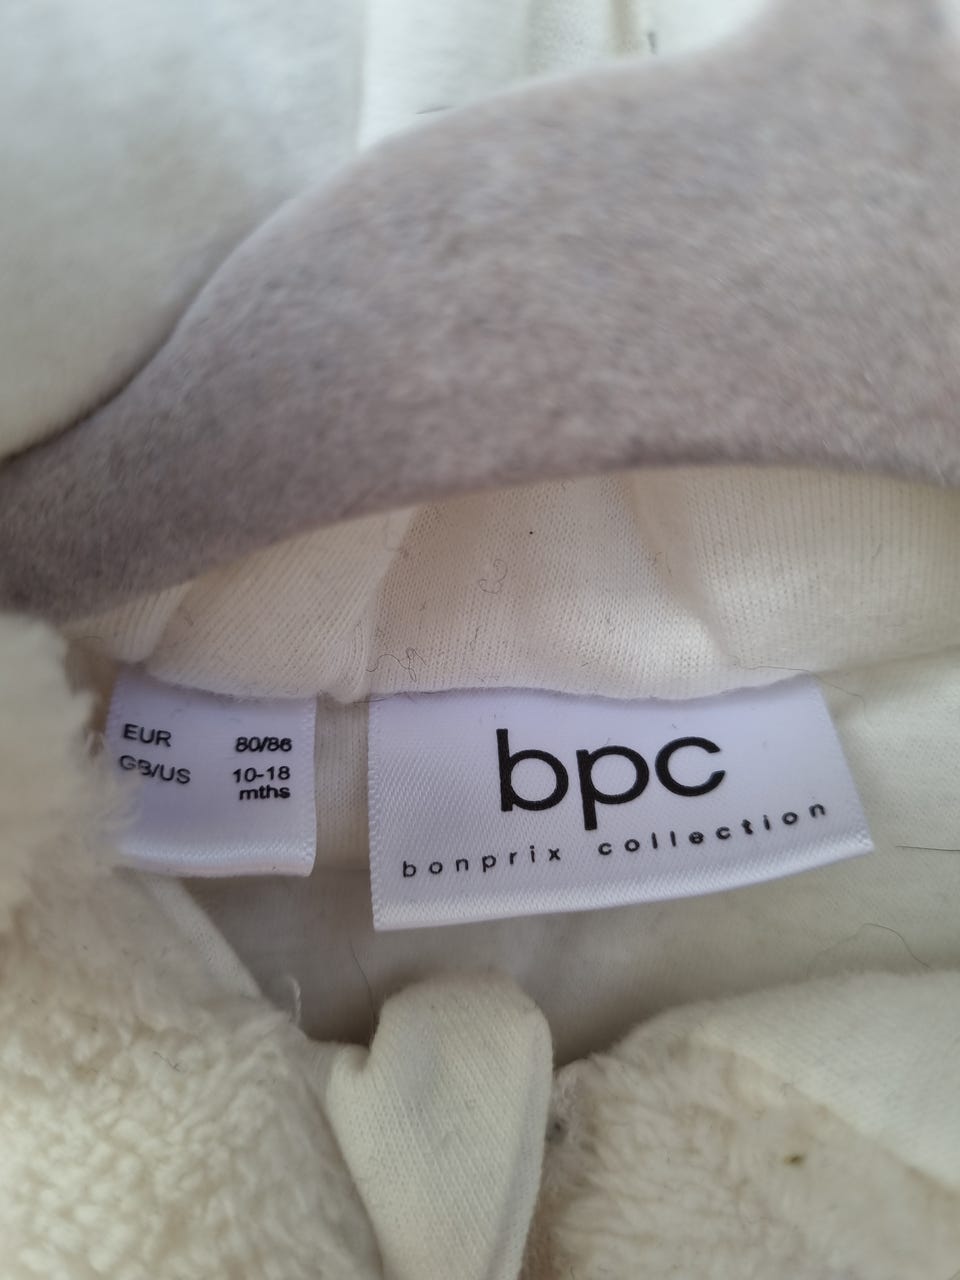 EUR 80/86
GB/US 10-18
mths
bpc
bonprix collection